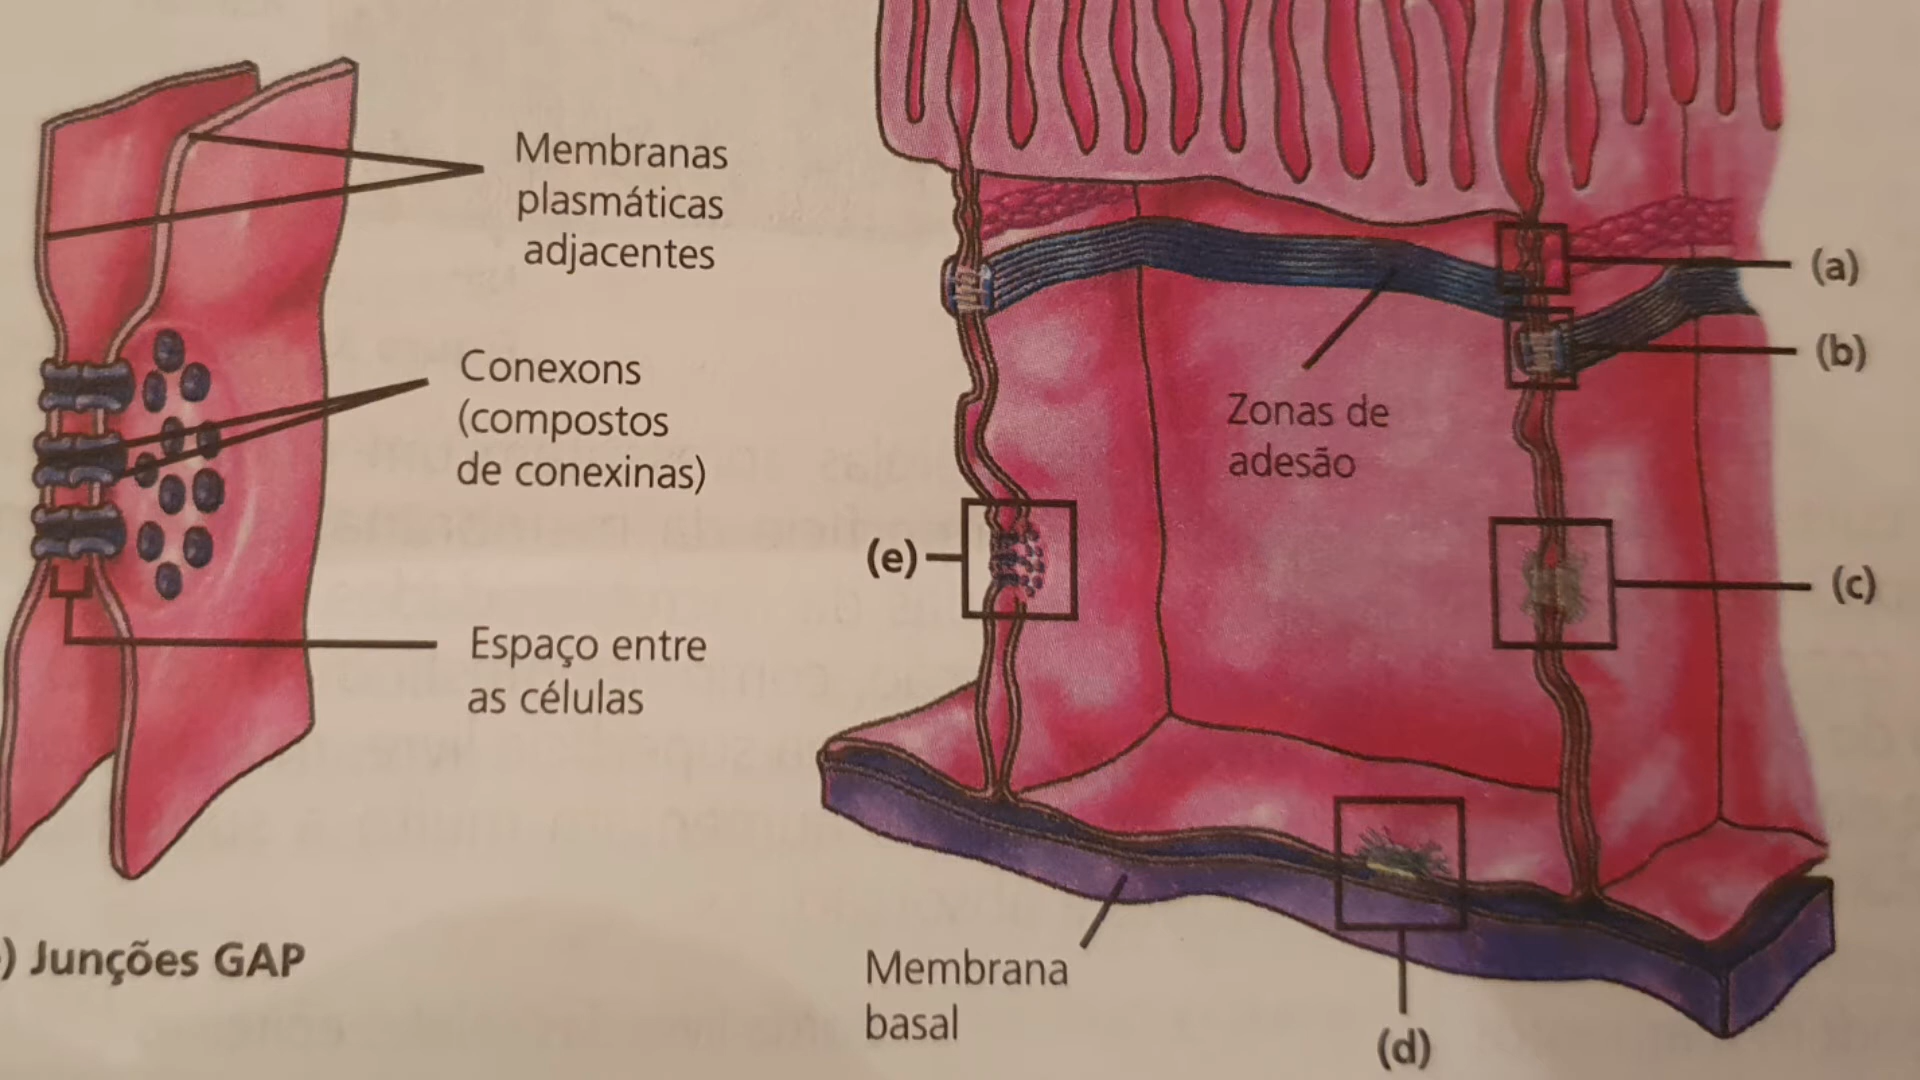 Membranas
plasmáticas
adjacentes
Conexons
(compostos
de conexinas)
Espaço entre
as células
) Junções GAP
Zonas de
adesão
(a)
(b)
(c)
(e)
Membrana
basal
(d)